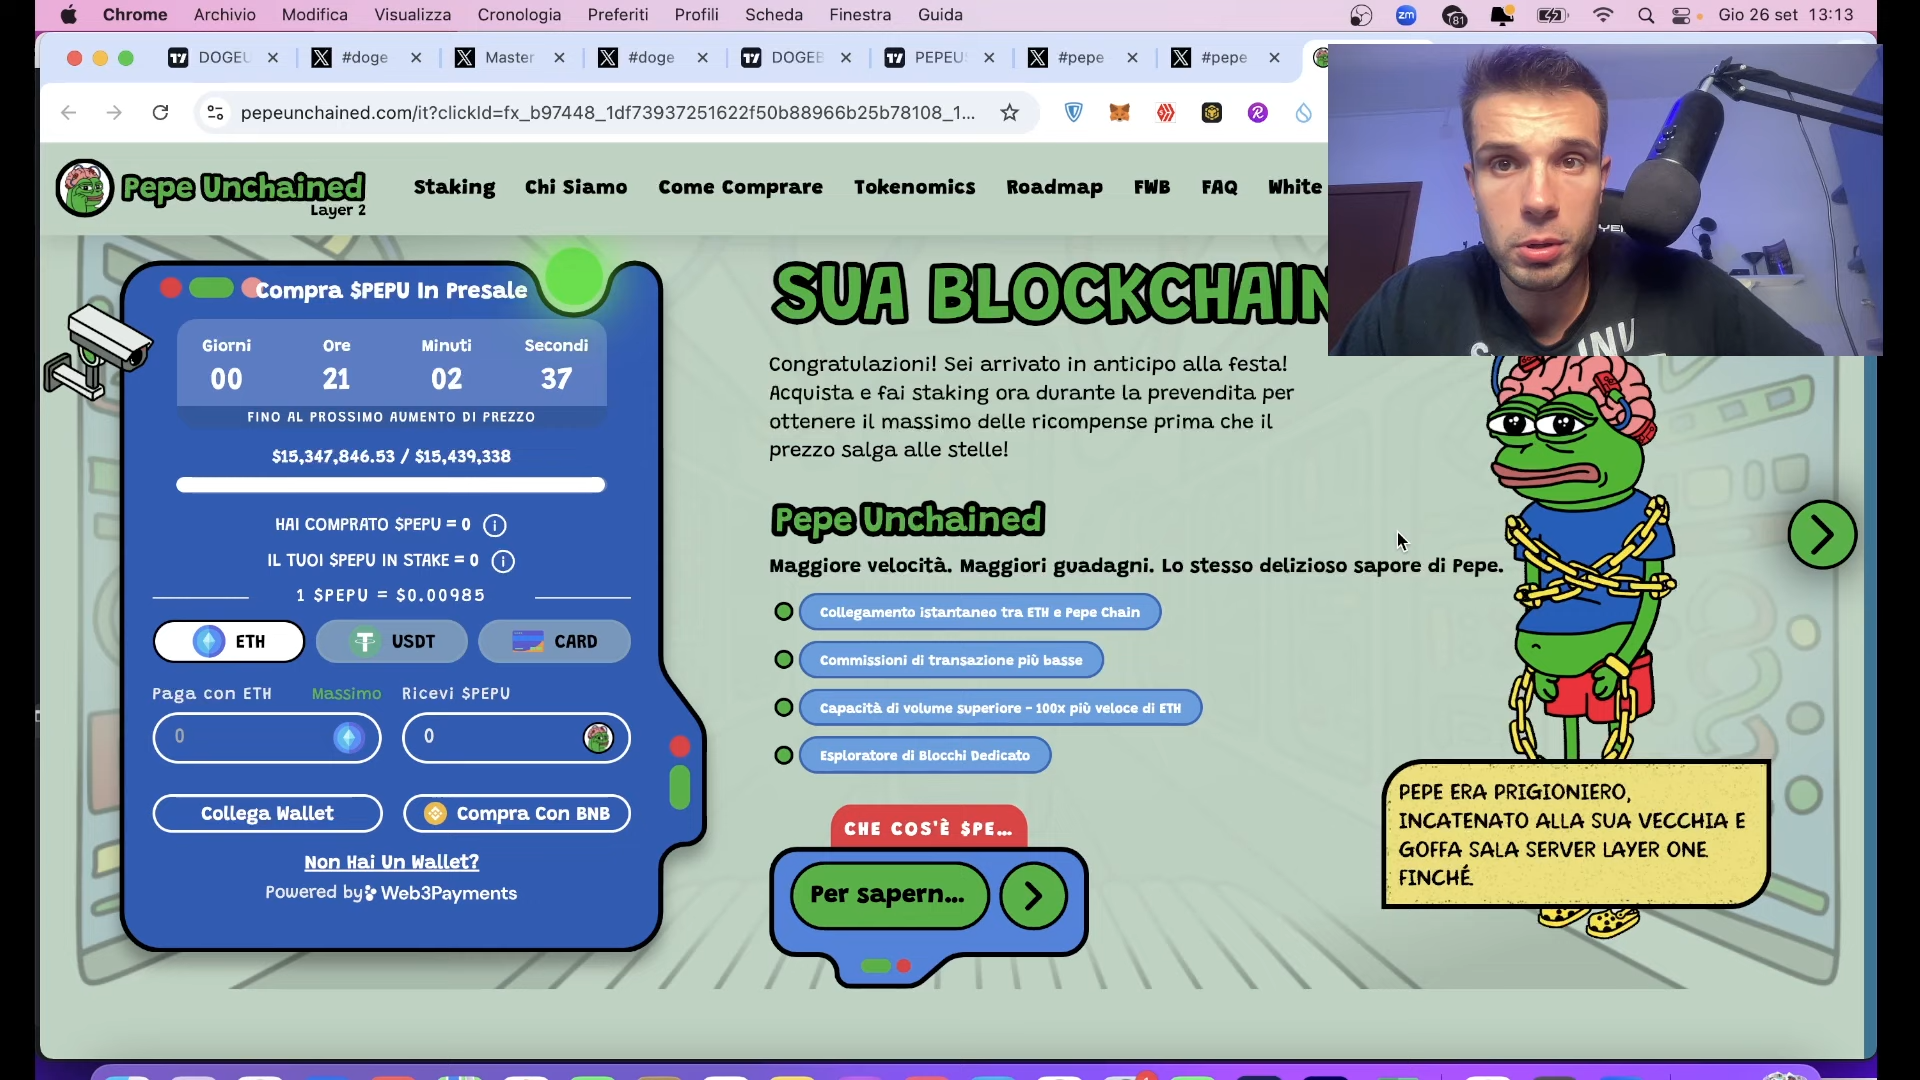 Chrome Archivio Modifica Visualizza Cronologia Preferiti Profili Scheda Finestra Guida zm 81 Gio 26 set 13:13
DOGEU #doge Master #doge DOGEB PEPEU #pepe #pepe
pepeunchained.com/it?clickId=fx_b97448_1df73937251622f50b88966b25b78108_1...
Pepe Unchained
Layer 2
Staking Chi Siamo Come Comprare Tokenomics Roadmap FWB FAQ White
Compra $PEPU In Presale
Giorni Ore Minuti Secondi
00 21 02 37
FINO AL PROSSIMO AUMENTO DI PREZZO
$15,347,846.53 / $15,439,338
HAI COMPRATO $PEPU = 0
IL TUOI $PEPU IN STAKE = 0
1 $PEPU = $0.00985
ETH USDT CARD
Paga con ETH Massimo Ricevi $PEPU
0 0
Collega Wallet Compra Con BNB
Non Hai Un Wallet?
Powered by Web3Payments
SUA BLOCKCHAIN
Congratulazioni! Sei arrivato in anticipo alla festa!
Acquista e fai staking ora durante la prevendita per
ottenere il massimo delle ricompense prima che il
prezzo salga alle stelle!
Pepe Unchained
Maggiore velocità. Maggiori guadagni. Lo stesso delizioso sapore di Pepe.
Collegamento istantaneo tra ETH e Pepe Chain
Commissioni di transazione più basse
Capacità di volume superiore - 100x più veloce di ETH
Esploratore di Blocchi Dedicato
CHE COS'È $PE...
Per sapern...
PEPE ERA PRIGIONIERO,
INCATENATO ALLA SUA VECCHIA E
GOFFA SALA SERVER LAYER ONE
FINCHÉ